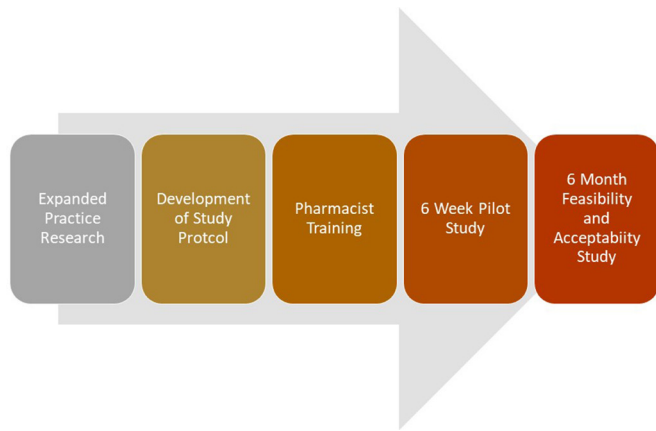 Expanded
Practice
Research
Development
of Study
Protcol
Pharmacist
Training
6 Week Pilot
Study
6 Month
Feasibility
and
Acceptabiity
Study